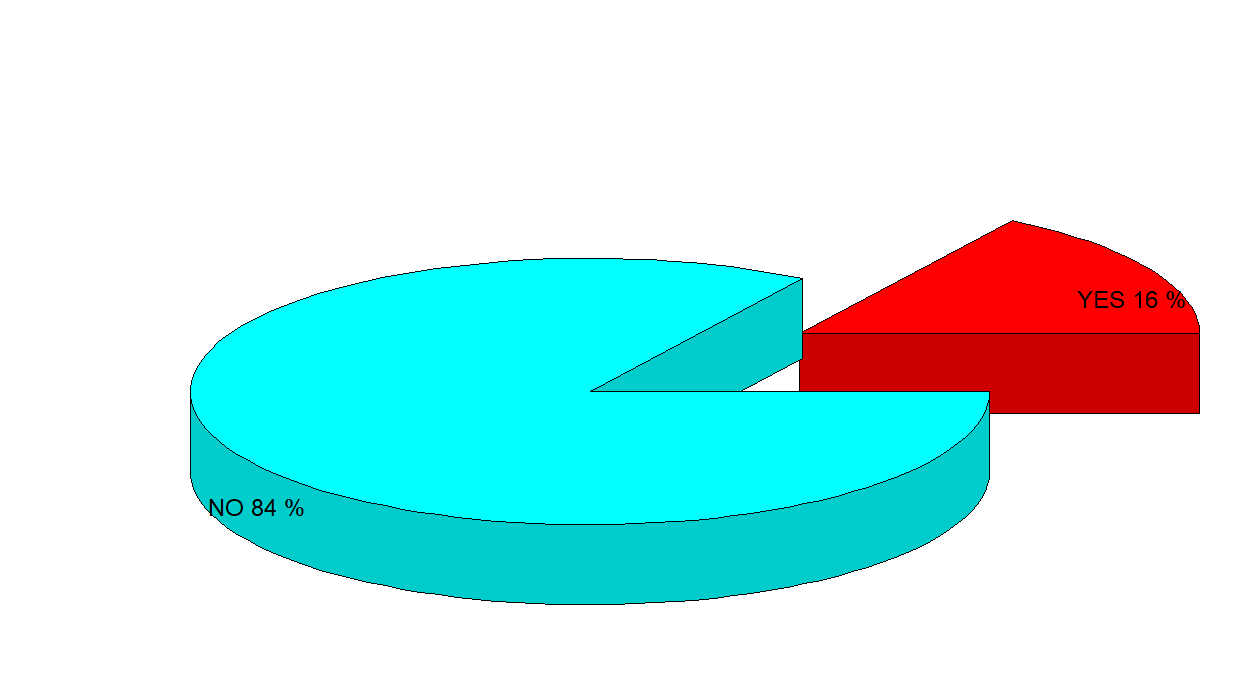 YES 16 %
NO 84 %